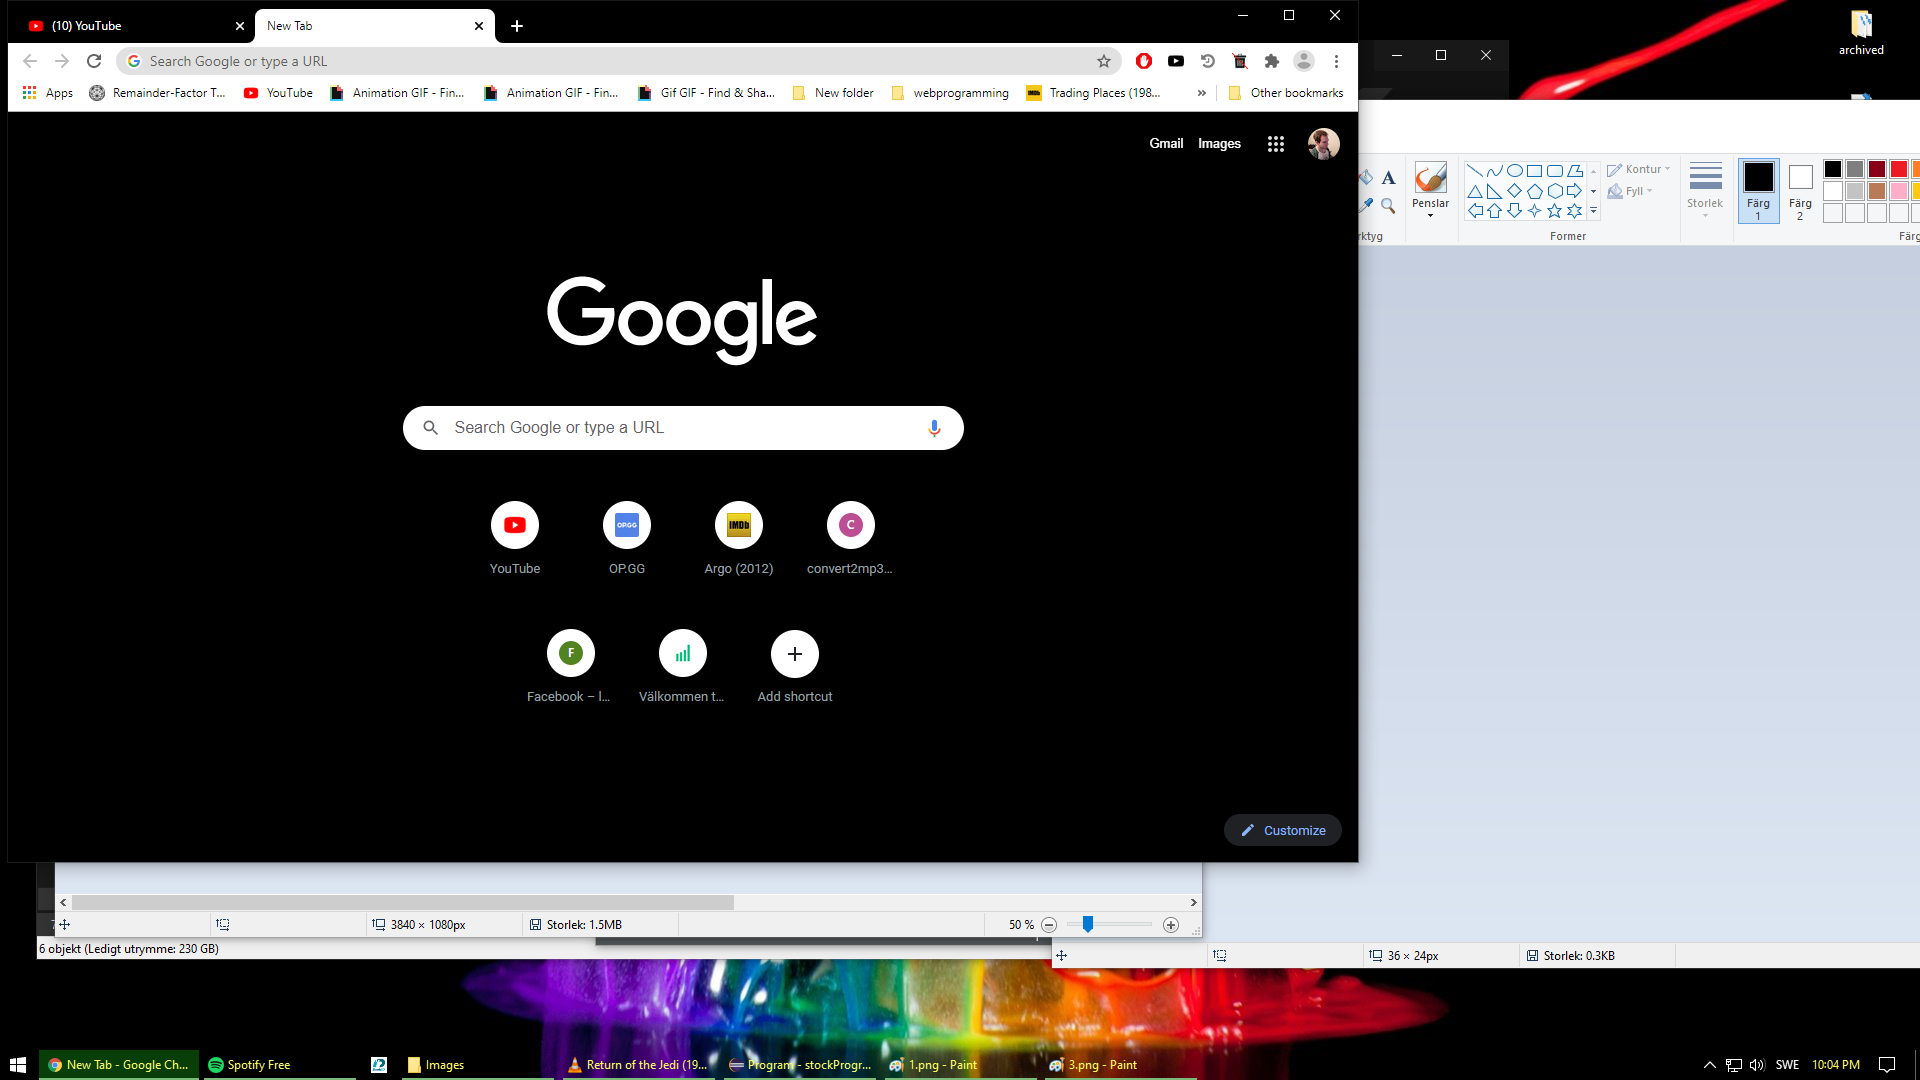 (10) YouTube
New Tab
archived
Search Google or type a URL
Apps
Remainder-Factor T...
YouTube
Animation GIF - Fin...
Animation GIF - Fin...
Gif GIF - Find & Sha...
New folder
webprogramming
Trading Places (198...
»
Other bookmarks
Gmail
Images
Penslar
Kontur
Fyll
Storlek
Färg
1
Färg
2
rktyg
Former
Färg
Google
Search Google or type a URL
YouTube
OP.GG
OP.GG
IMDb
Argo (2012)
C
convert2mp3...
F
Facebook – l...
Välkommen t...
Add shortcut
Customize
3840 × 1080px
Storlek: 1.5MB
50 %
6 objekt (Ledigt utrymme: 230 GB)
36 × 24px
Storlek: 0.3KB
New Tab - Google Ch...
Spotify Free
Images
Return of the Jedi (19...
Program - stockProgr...
1.png - Paint
3.png - Paint
SWE
10:04 PM